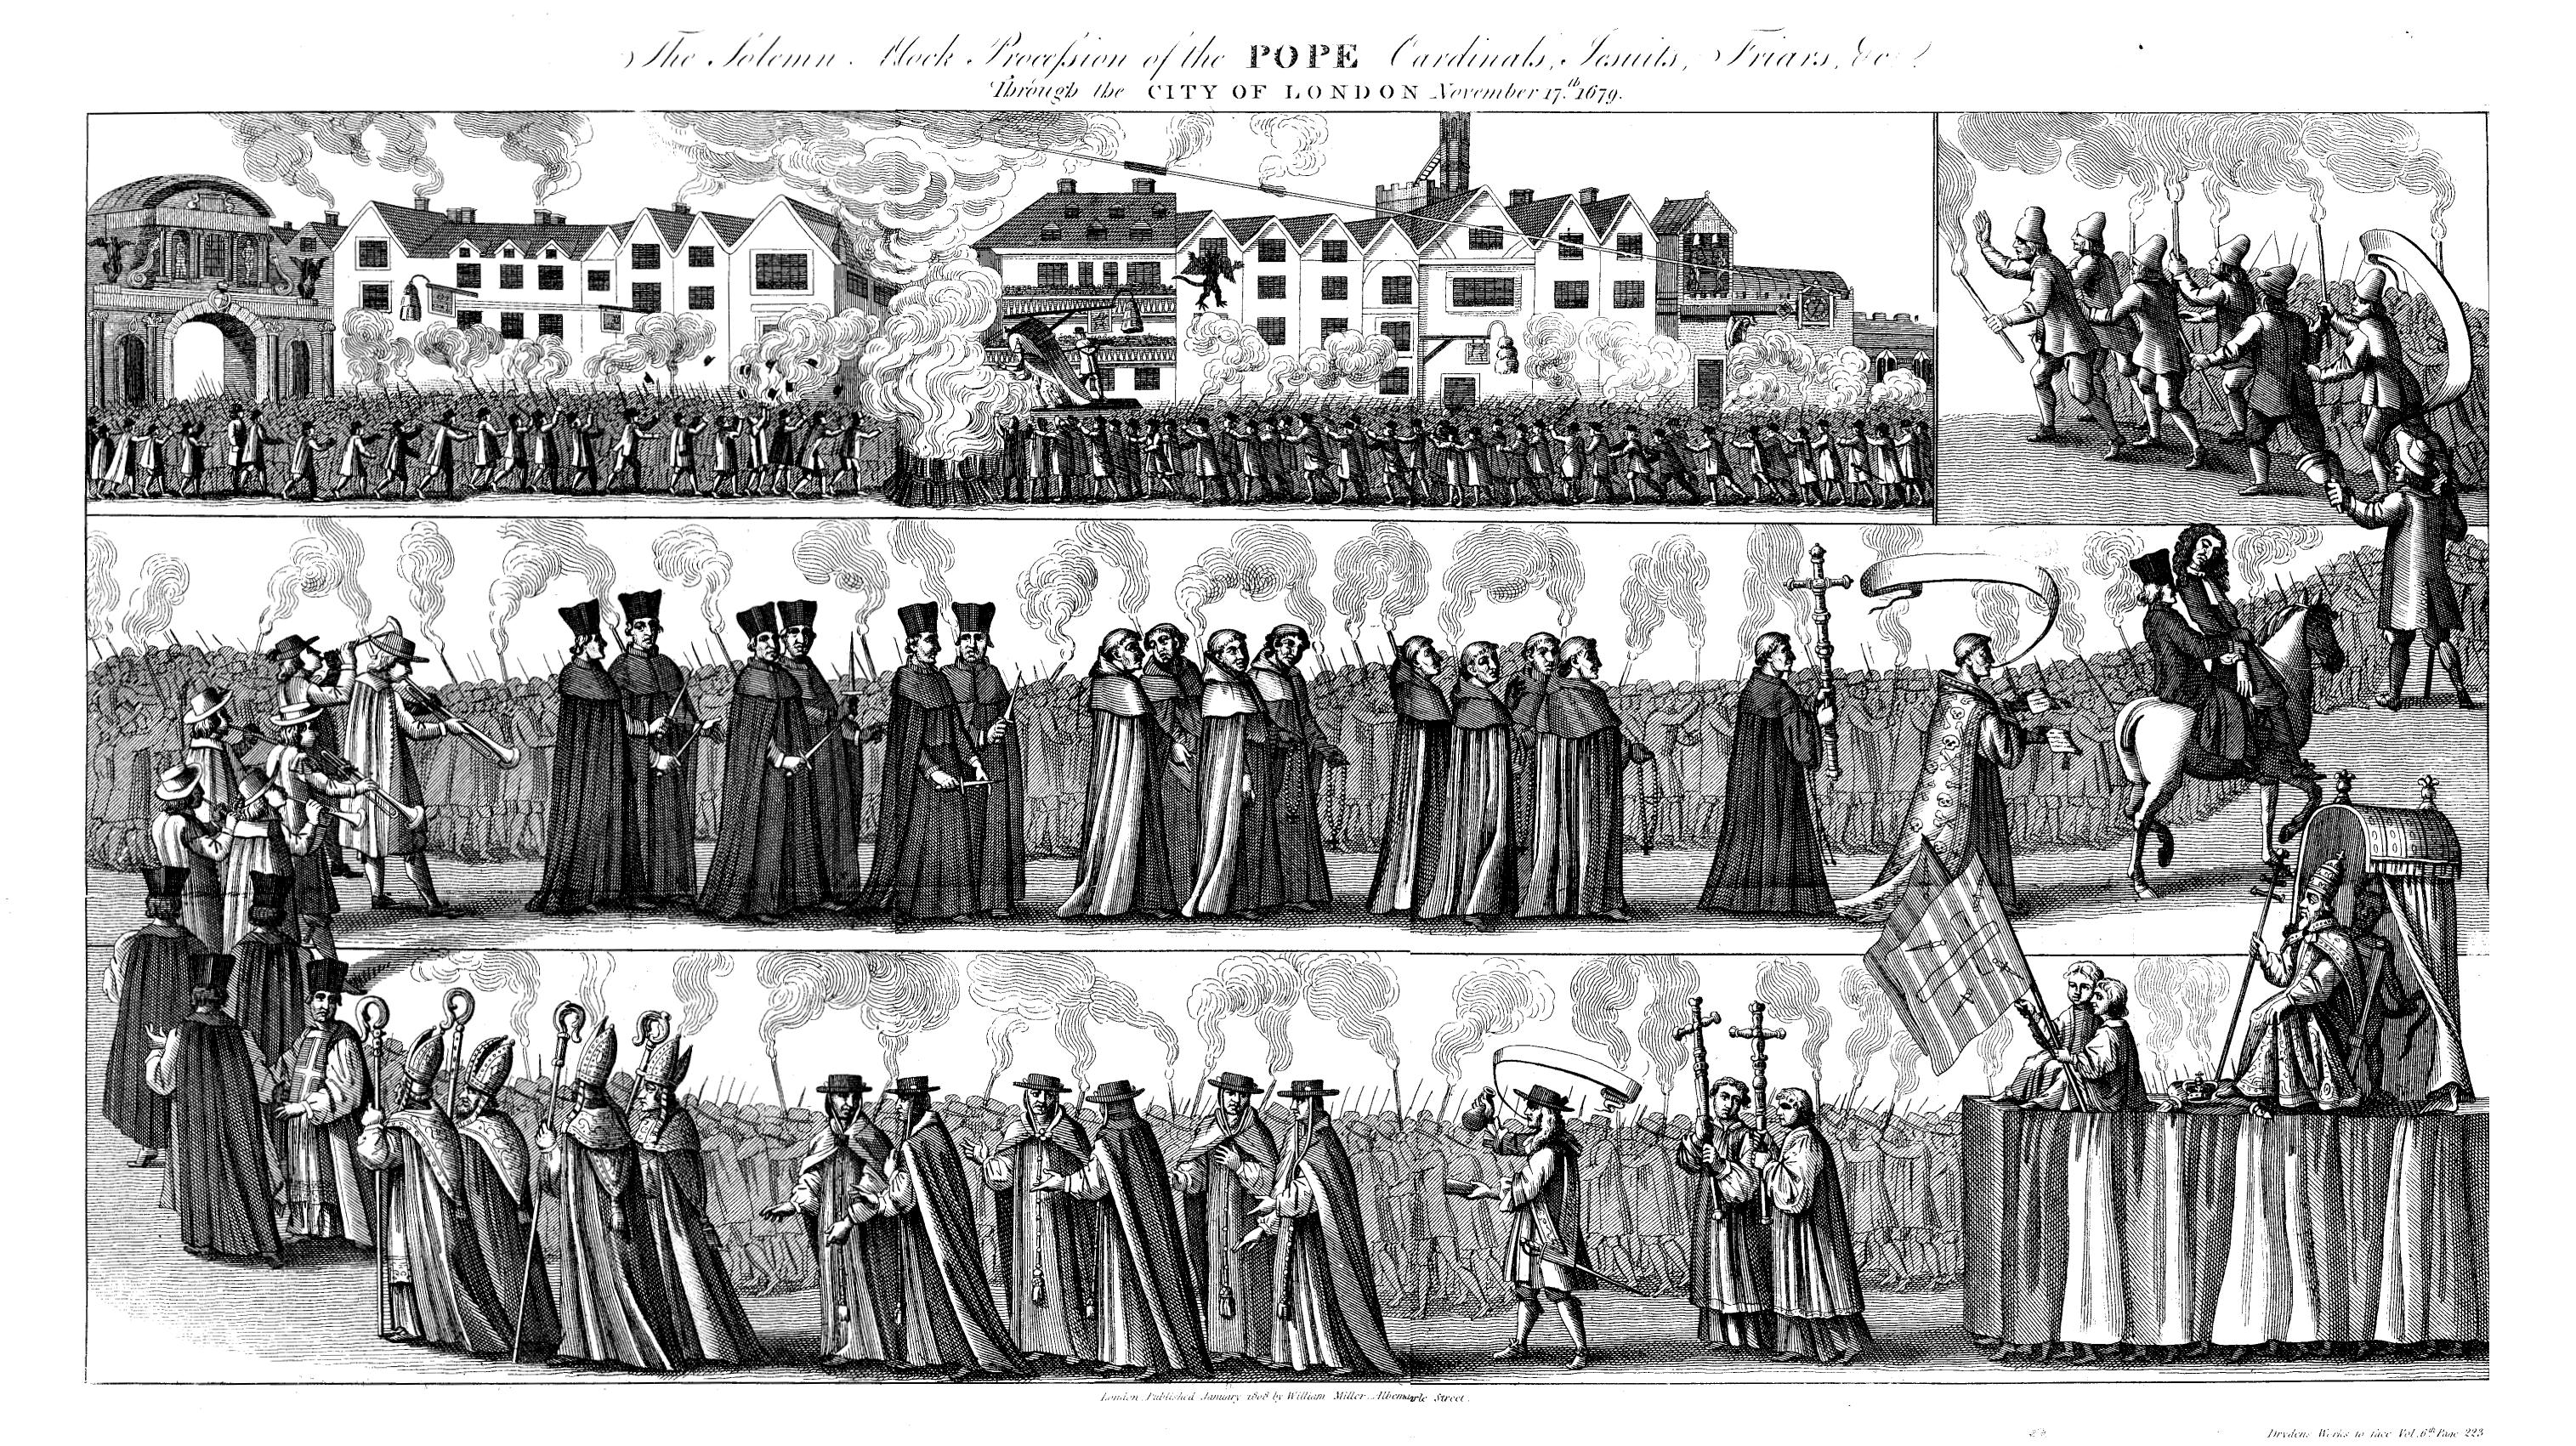 The Solemn Mock Proceſsion of the POPE Cardinals, Jesuits, Friars, &c.
Through the CITY OF LONDON November 17.th 1679.
London Published January 1808 by William Miller Albemarle Street.
Drydens Works to face Vol. 6th Page 223